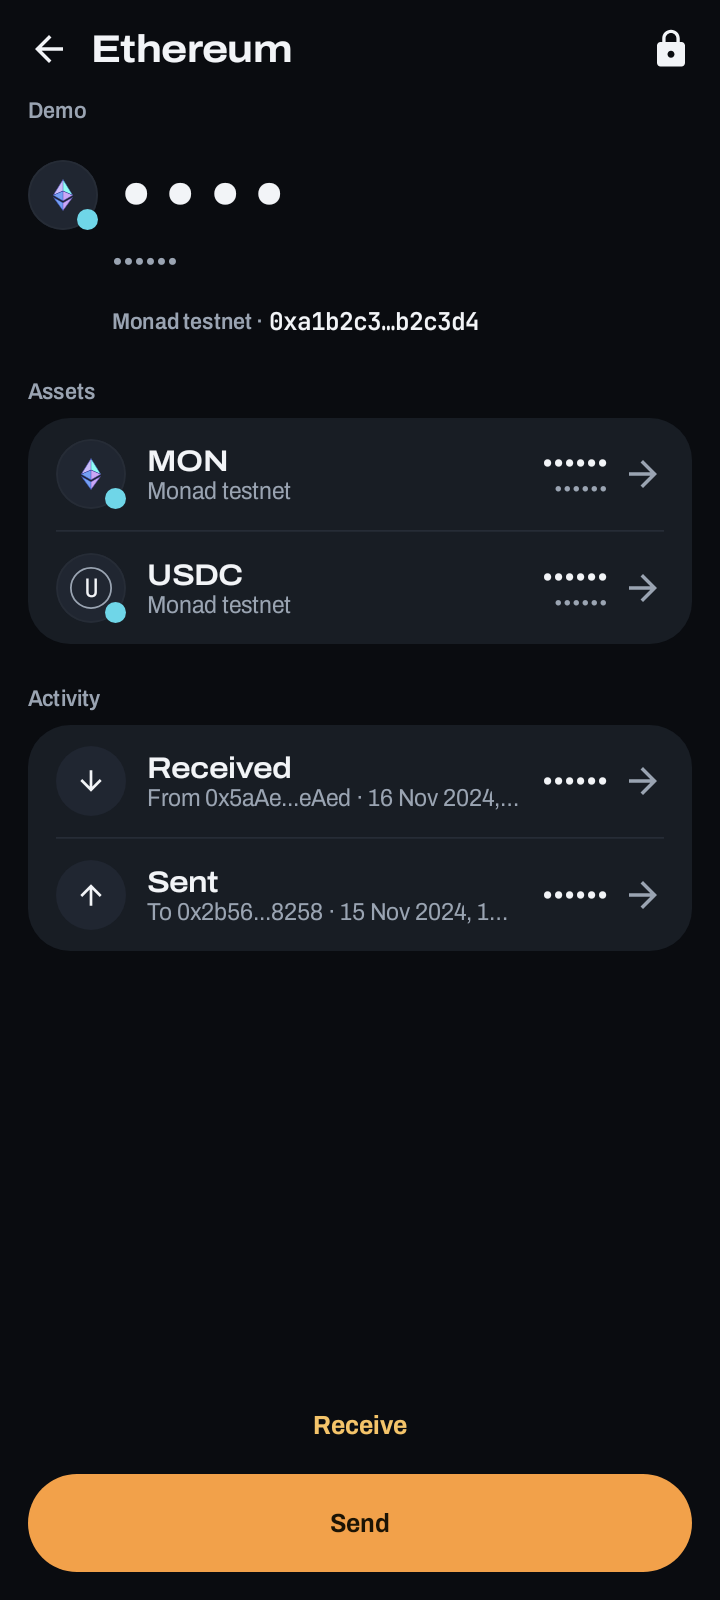 Ethereum
Demo
● ● ● ●
••••••
Monad testnet · 0xa1b2c3…b2c3d4
Assets
MON
••••••
Monad testnet
••••••
U
USDC
••••••
Monad testnet
••••••
Activity
Received
From 0x5aAe…eAed · 16 Nov 2024,…
••••••
Sent
To 0x2b56…8258 · 15 Nov 2024, 1…
••••••
Receive
Send